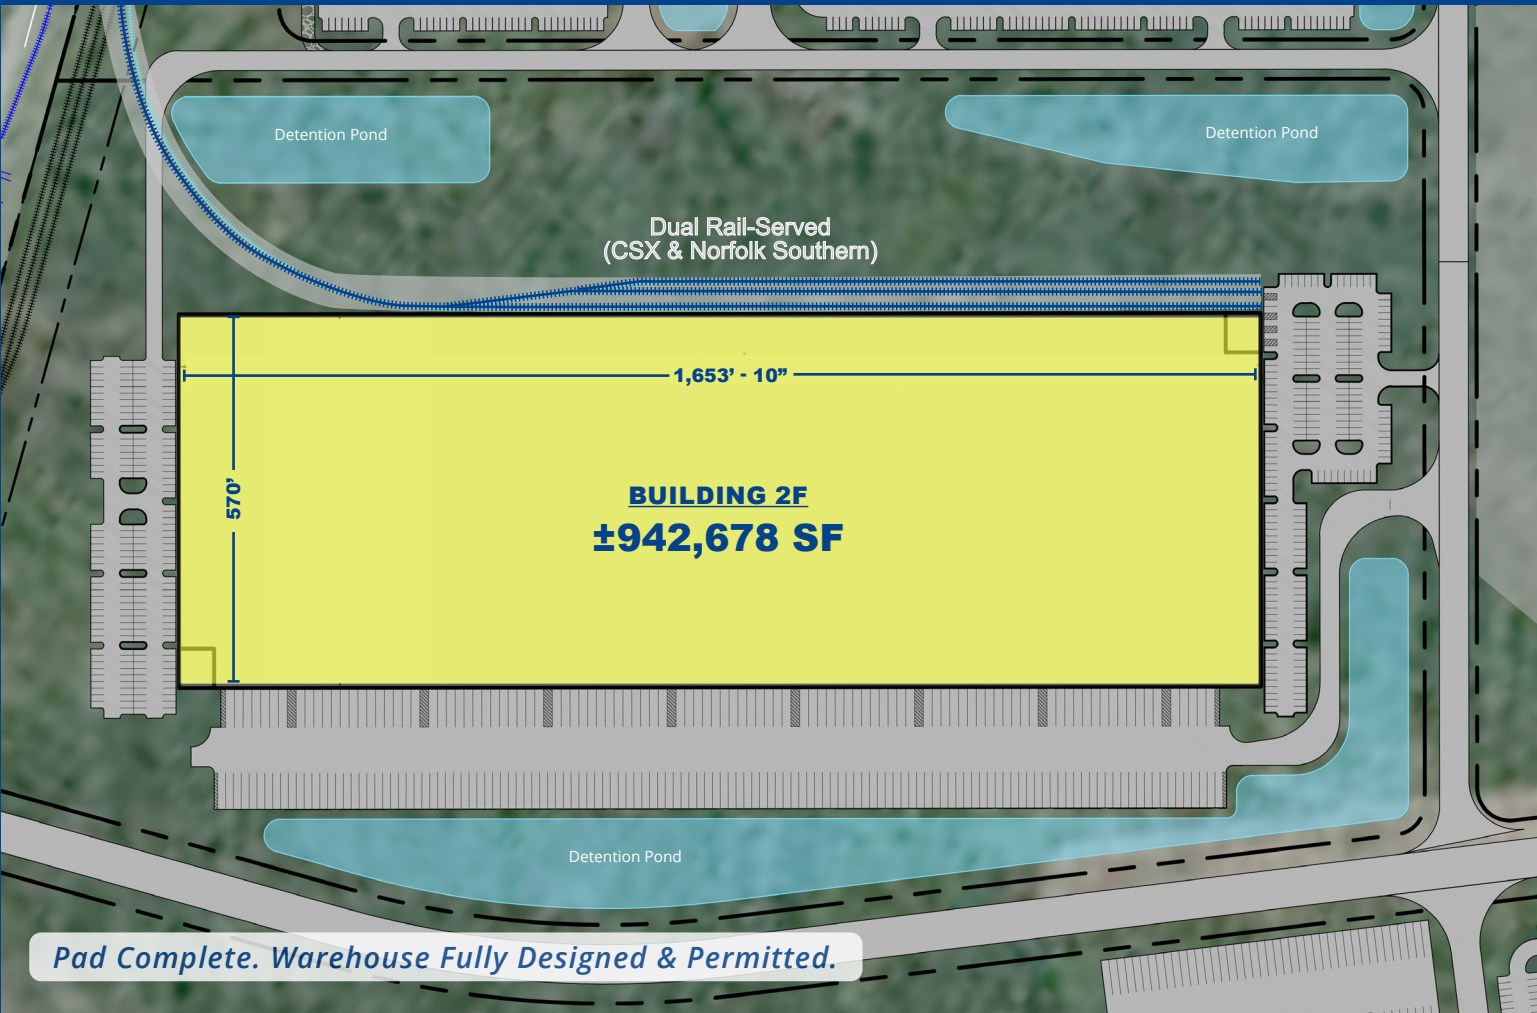 Detention Pond
Detention Pond
Dual Rail-Served
(CSX & Norfolk Southern)
1,653’ - 10”
570’
BUILDING 2F
±942,678 SF
Detention Pond
Pad Complete. Warehouse Fully Designed & Permitted.